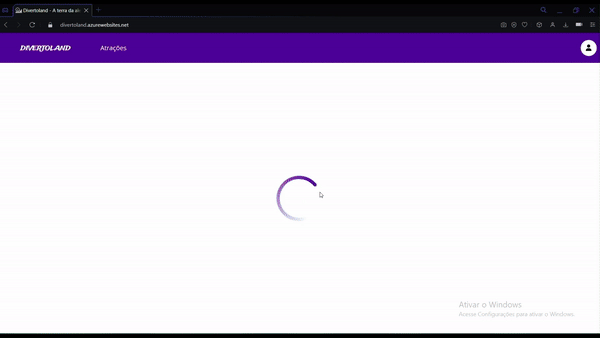 Divertoland - A terra da ale
divertoland.azurewebsites.net
DIVERTOLAND
Atrações
Ativar o Windows
Acesse Configurações para ativar o Windows.